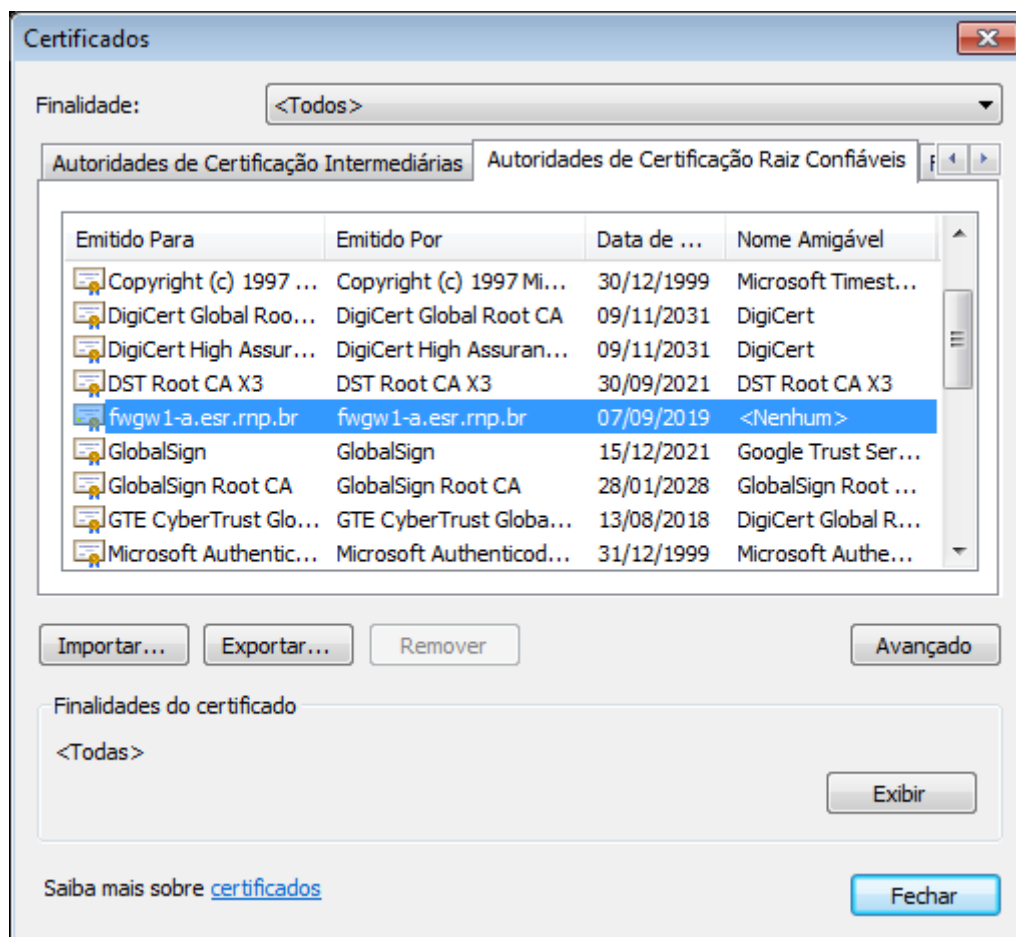 Certificados
Finalidade: <Todos>
Autoridades de Certificação Intermediárias Autoridades de Certificação Raiz Confiáveis
Emitido Para Emitido Por Data de ... Nome Amigável
Copyright (c) 1997 ... Copyright (c) 1997 Mi... 30/12/1999 Microsoft Timest...
DigiCert Global Roo... DigiCert Global Root CA 09/11/2031 DigiCert
DigiCert High Assur... DigiCert High Assuran... 09/11/2031 DigiCert
DST Root CA X3 DST Root CA X3 30/09/2021 DST Root CA X3
fwgw1-a.esr.rnp.br fwgw1-a.esr.rnp.br 07/09/2019 <Nenhum>
GlobalSign GlobalSign 15/12/2021 Google Trust Ser...
GlobalSign Root CA GlobalSign Root CA 28/01/2028 GlobalSign Root ...
GTE CyberTrust Glo... GTE CyberTrust Globa... 13/08/2018 DigiCert Global R...
Microsoft Authentic... Microsoft Authenticod... 31/12/1999 Microsoft Authe...
Importar... Exportar... Remover Avançado
Finalidades do certificado
<Todas>
Exibir
Saiba mais sobre certificados
Fechar